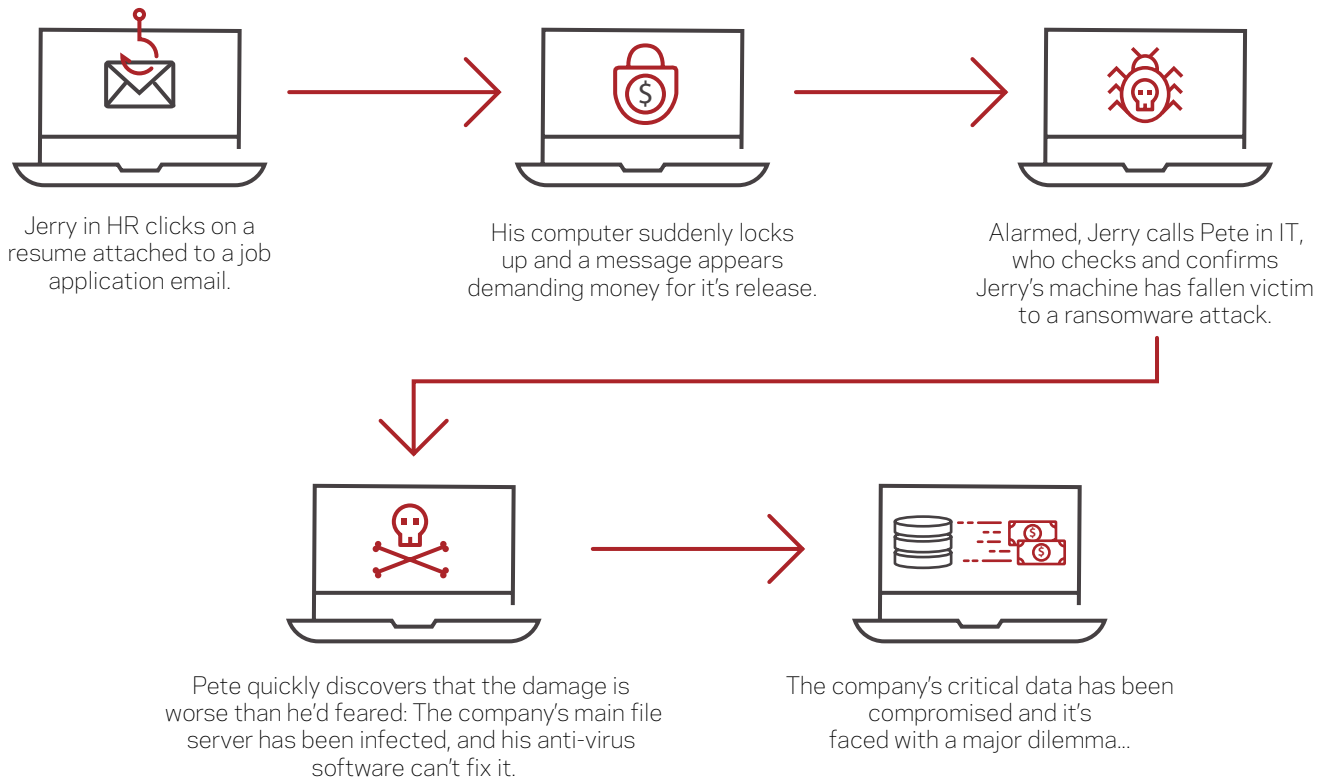 Jerry in HR clicks on a
resume attached to a job
application email.
His computer suddenly locks
up and a message appears
demanding money for it's release.
Alarmed, Jerry calls Pete in IT,
who checks and confirms
Jerry's machine has fallen victim
to a ransomware attack.
Pete quickly discovers that the damage is
worse than he'd feared: The company's main file
server has been infected, and his anti-virus
software can't fix it.
The company's critical data has been
compromised and it's
faced with a major dilemma...